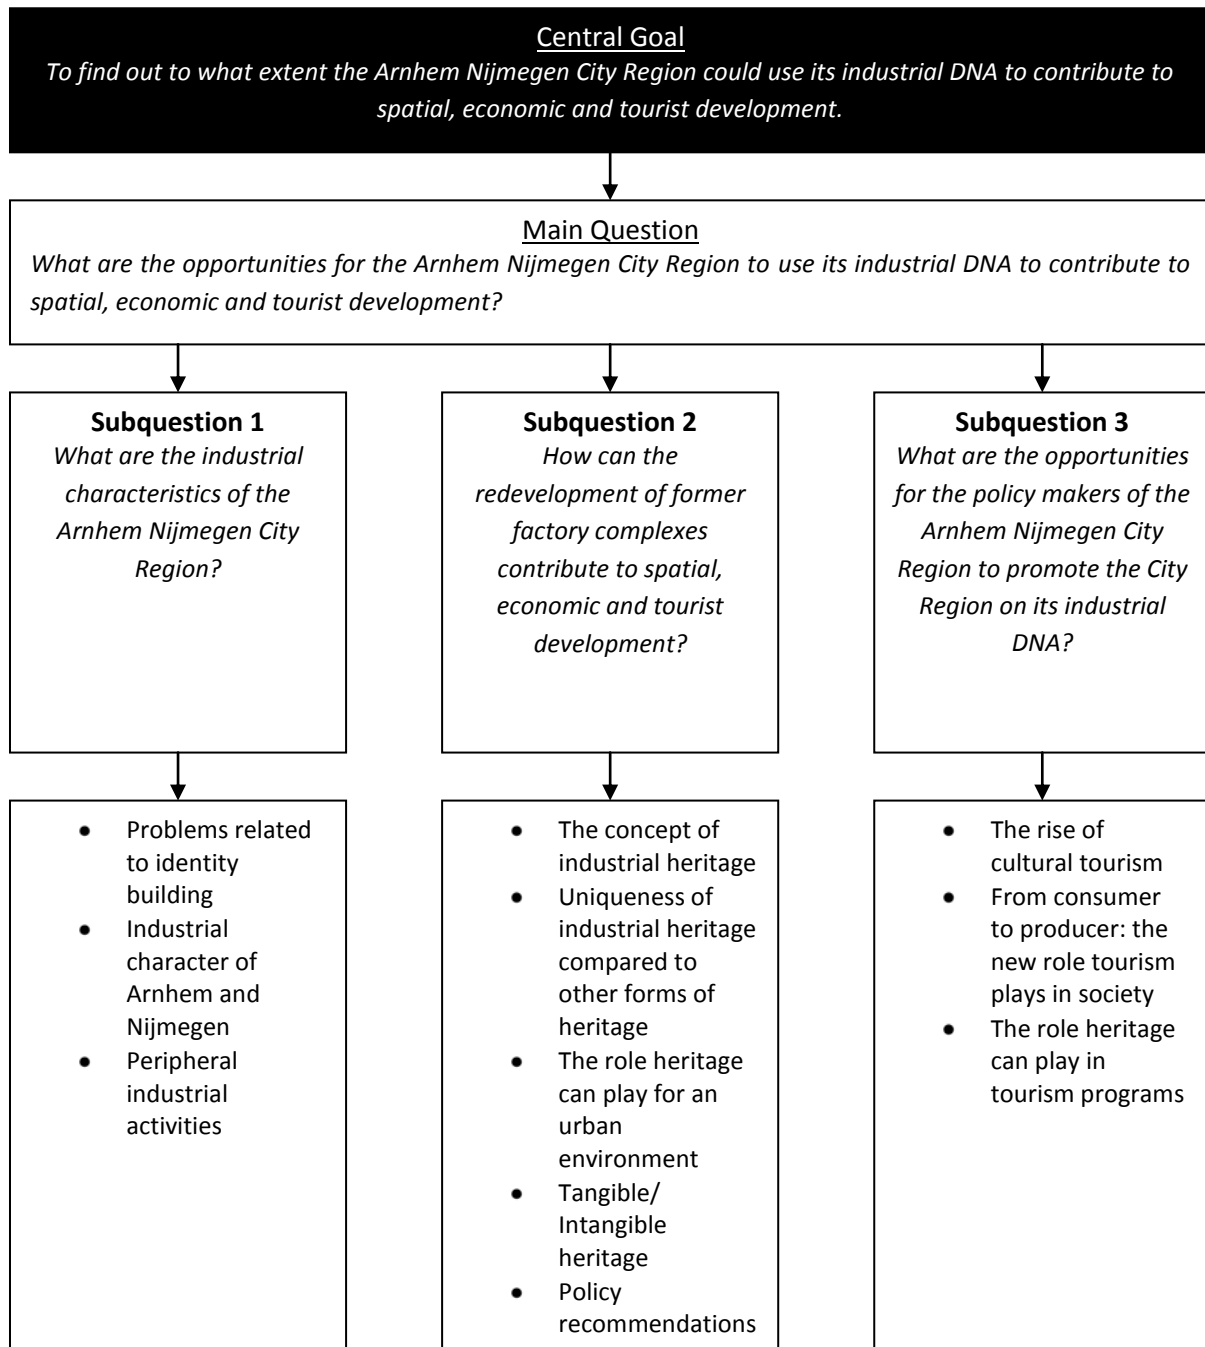 Central Goal
To find out to what extent the Arnhem Nijmegen City Region could use its industrial DNA to contribute to
spatial, economic and tourist development.
Main Question
What are the opportunities for the Arnhem Nijmegen City Region to use its industrial DNA to contribute to
spatial, economic and tourist development?
Subquestion 1
What are the industrial
characteristics of the
Arnhem Nijmegen City
Region?
Subquestion 2
How can the
redevelopment of former
factory complexes
contribute to spatial,
economic and tourist
development?
Subquestion 3
What are the opportunities
for the policy makers of the
Arnhem Nijmegen City
Region to promote the City
Region on its industrial
DNA?
• Problems related
to identity
building
• Industrial
character of
Arnhem and
Nijmegen
• Peripheral
industrial
activities
• The concept of
industrial heritage
• Uniqueness of
industrial heritage
compared to
other forms of
heritage
• The role heritage
can play for an
urban
environment
• Tangible/
Intangible
heritage
• Policy
recommendations
• The rise of
cultural tourism
• From consumer
to producer: the
new role tourism
plays in society
• The role heritage
can play in
tourism programs